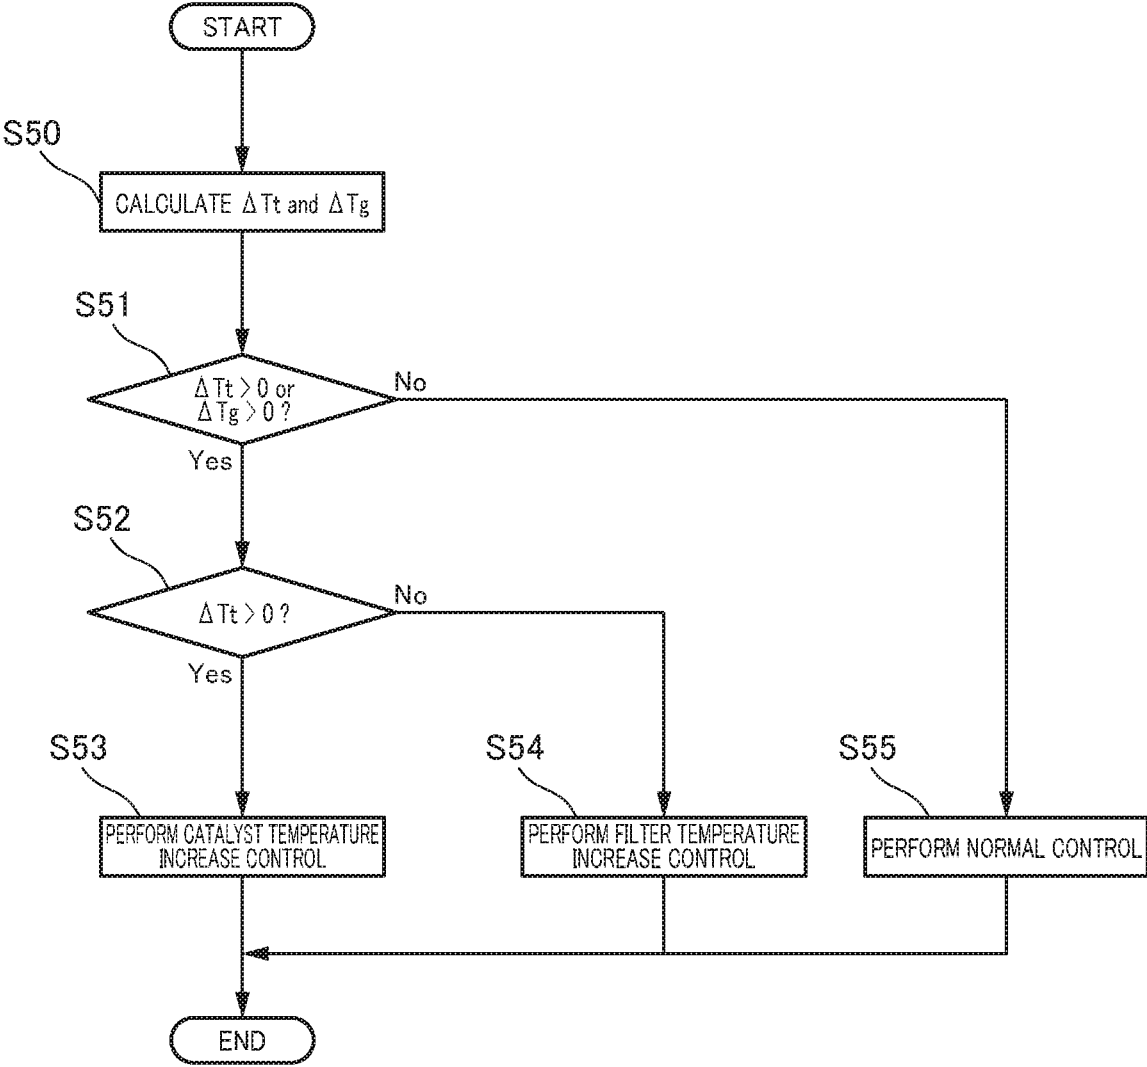 START
S50
CALCULATE ΔTt and ΔTg
S51
ΔTt > 0 or
ΔTg > 0 ?
No
Yes
S52
ΔTt > 0 ?
No
Yes
S53
PERFORM CATALYST TEMPERATURE
INCREASE CONTROL
S54
PERFORM FILTER TEMPERATURE
INCREASE CONTROL
S55
PERFORM NORMAL CONTROL
END